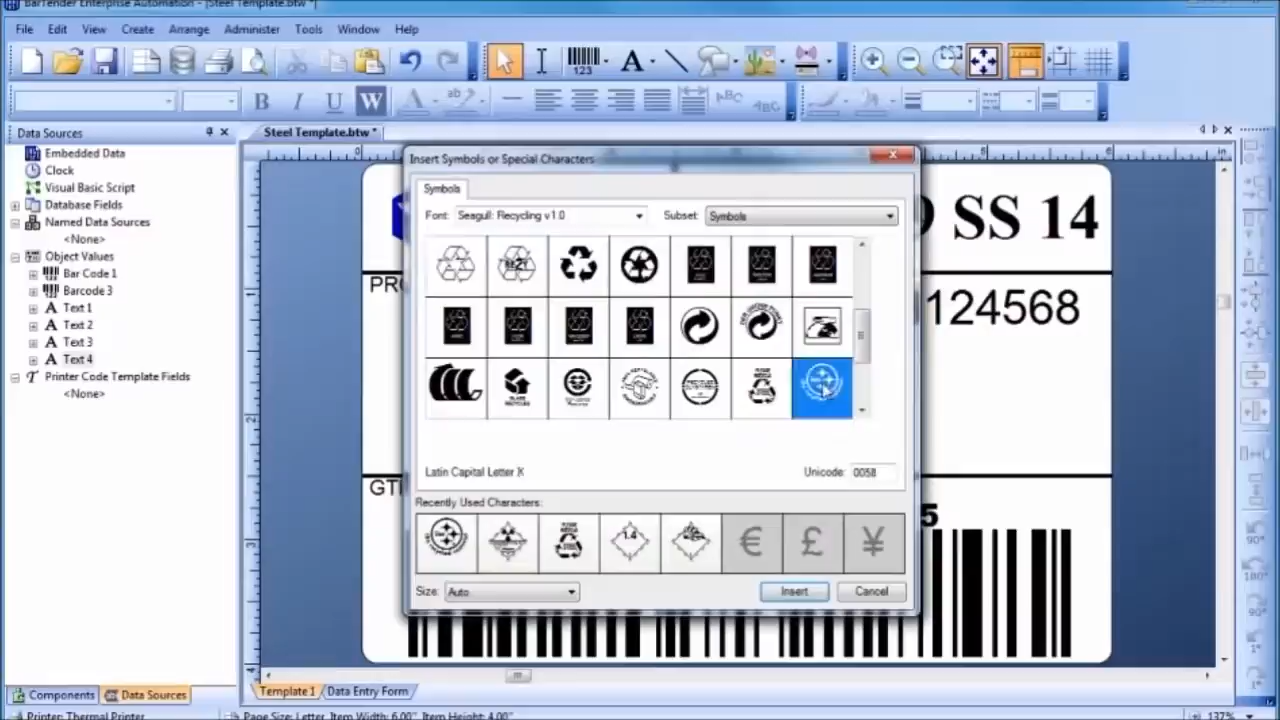 BarTender Enterprise Automation - [Steel Template.btw *]
File Edit View Create Arrange Administer Tools Window Help
123
B I U W
Data Sources
Steel Template.btw *
Embedded Data
Clock
Visual Basic Script
Database Fields
Named Data Sources
<None>
Object Values
Bar Code 1
Barcode 3
Text 1
Text 2
Text 3
Text 4
Printer Code Template Fields
<None>
Insert Symbols or Special Characters
Symbols
Font: Seagull: Recycling v1.0 Subset: Symbols
Latin Capital Letter X Unicode: 0058
Recently Used Characters:
1.4 € £ ¥
Size: Auto Insert Cancel
SS 14
PR
124568
GT
5
Components Data Sources
Template 1 Data Entry Form
Printer: Thermal Printer Page Size: Letter Item Width: 6.00" Item Height: 4.00" 137%